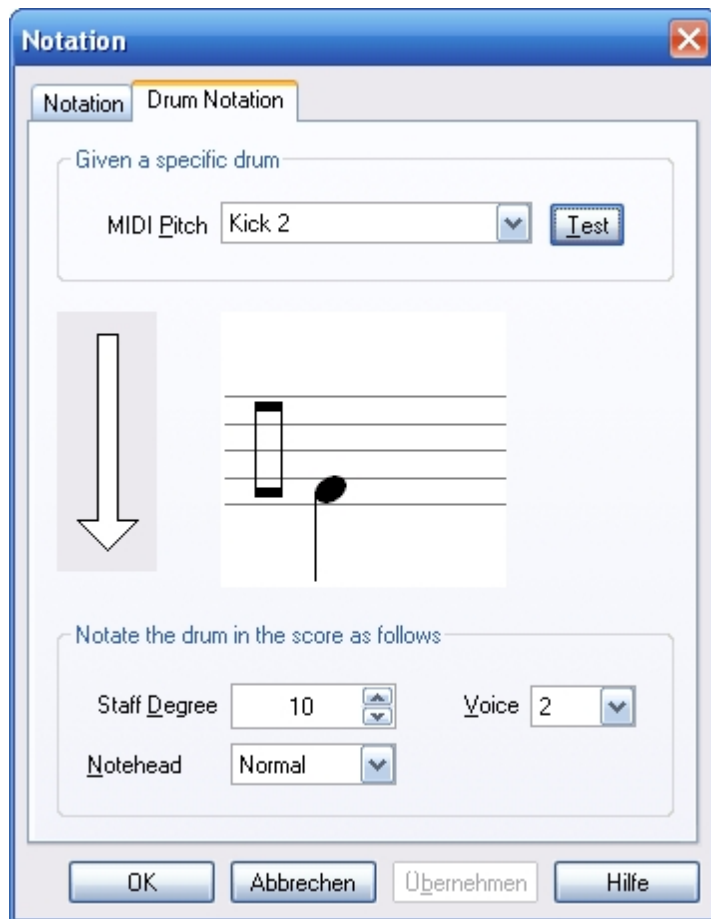 Notation
Notation Drum Notation
Given a specific drum
MIDI Pitch Kick 2 Test
Notate the drum in the score as follows
Staff Degree 10 Voice 2
Notehead Normal
OK Abbrechen Übernehmen Hilfe